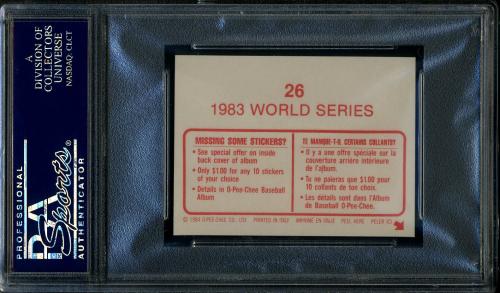 A
DIVISION OF
COLLECTORS
UNIVERSE
NASDAQ: CLCT
PROFESSIONAL
PSA
Sports®
AUTHENTICATOR
26
1983 WORLD SERIES
MISSING SOME STICKERS?
• See special offer on inside
back cover of album
• Only $1.00 for any 10 stickers
of your choice
• Details in O-Pee-Chee Baseball
Album
TE MANQUE-T-IL CERTAINS COLLANTS?
• Il y a one offre spéciale sur la
couverture arrière intérieure
de l'album.
• Tu ne paieras que $1.00 pour
10 collants de ton choix.
• Les détails sont dans l'Album
de Baseball O-Pee-Chee.
© 1984 O-PEE-CHEE CO. LTD. PRINTED IN ITALY IMPRIMÉ EN ITALIE PEEL HERE PELER ICI